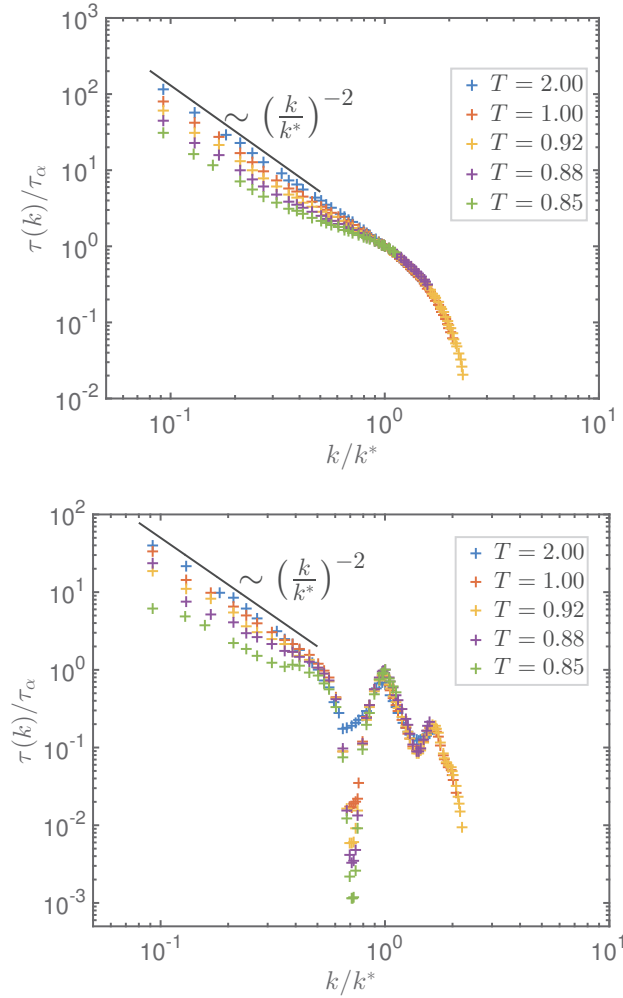 10^3
10^2
10^1
10^0
10^{-1}
10^{-2}
τ(k)/τ_α
∼ (k/k*)^{-2}
T = 2.00
T = 1.00
T = 0.92
T = 0.88
T = 0.85
10^{-1} 10^0 10^1
k/k*
10^2
10^1
10^0
10^{-1}
10^{-2}
10^{-3}
τ(k)/τ_α
∼ (k/k*)^{-2}
T = 2.00
T = 1.00
T = 0.92
T = 0.88
T = 0.85
10^{-1} 10^0 10^1
k/k*